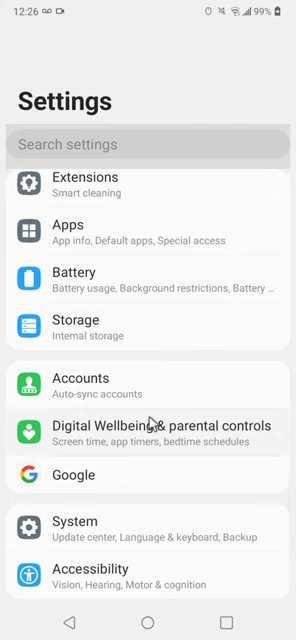 12:26
99%
Settings
Search settings
Extensions
Smart cleaning
Apps
App info, Default apps, Special access
Battery
Battery usage, Background restrictions, Battery ...
Storage
Internal storage
Accounts
Auto-sync accounts
Digital Wellbeing & parental controls
Screen time, app timers, bedtime schedules
Google
System
Update center, Language & keyboard, Backup
Accessibility
Vision, Hearing, Motor & cognition